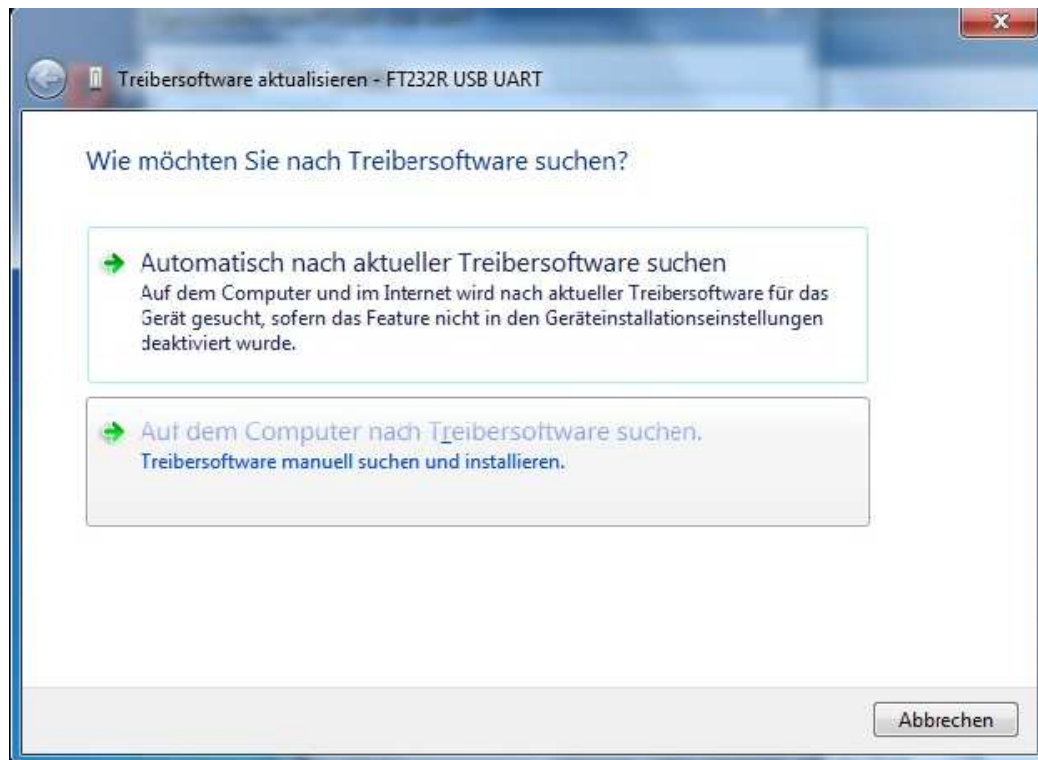 Treibersoftware aktualisieren - FT232R USB UART
Wie möchten Sie nach Treibersoftware suchen?
Automatisch nach aktueller Treibersoftware suchen
Auf dem Computer und im Internet wird nach aktueller Treibersoftware für das
Gerät gesucht, sofern das Feature nicht in den Geräteinstallationseinstellungen
deaktiviert wurde.
Auf dem Computer nach Treibersoftware suchen.
Treibersoftware manuell suchen und installieren.
Abbrechen